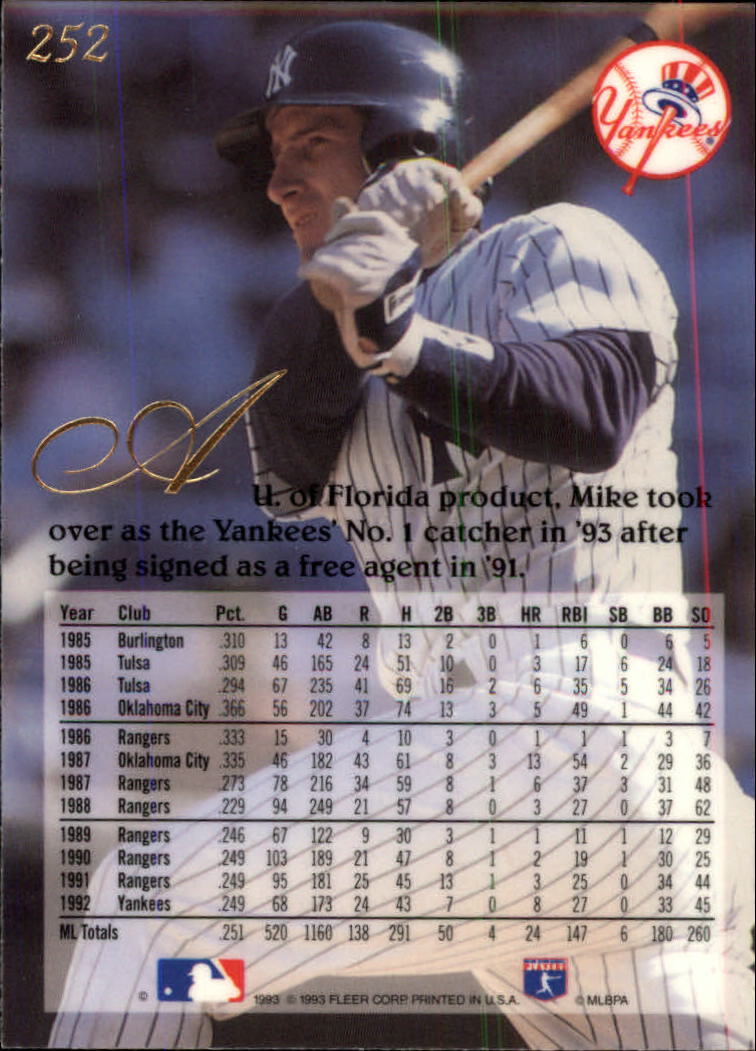 252
NY
Yankees
A
U. of Florida product, Mike took
over as the Yankees' No. 1 catcher in '93 after
being signed as a free agent in '91.
Year Club Pct. G AB R H 2B 3B HR RBI SB BB SO
1985 Burlington .310 13 42 8 13 2 0 1 6 0 6 5
1985 Tulsa .309 46 165 24 51 10 0 3 17 6 24 18
1986 Tulsa .294 67 235 41 69 16 2 6 35 5 34 26
1986 Oklahoma City .366 56 202 37 74 13 3 5 49 1 44 42
1986 Rangers .333 15 30 4 10 3 0 1 1 1 3 7
1987 Oklahoma City .335 46 182 43 61 8 3 13 54 2 29 36
1987 Rangers .273 78 216 34 59 8 1 6 37 3 31 48
1988 Rangers .229 94 249 21 57 8 0 3 27 0 37 62
1989 Rangers .246 67 122 9 30 3 1 1 11 1 12 29
1990 Rangers .249 103 189 21 47 8 1 2 19 1 30 25
1991 Rangers .249 95 181 25 45 13 1 3 25 0 34 44
1992 Yankees .249 68 173 24 43 7 0 8 27 0 33 45
ML Totals .251 520 1160 138 291 50 4 24 147 6 180 260
© 1993 © 1993 FLEER CORP. PRINTED IN U.S.A. PLAYERS © MLBPA